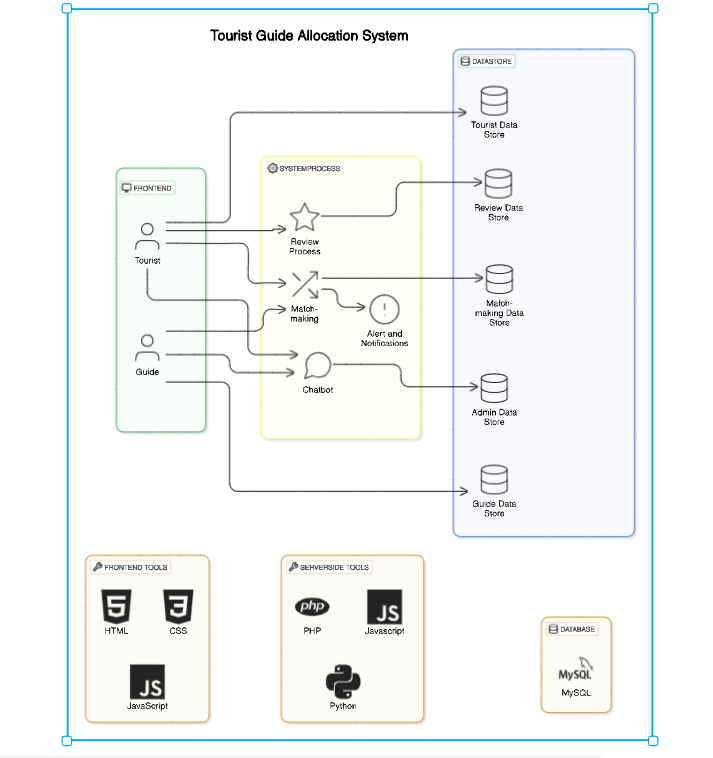 Tourist Guide Allocation System
DATASTORE
Tourist Data
Store
SYSTEMPROCESS
FRONTEND
Review Data
Store
Review
Process
Tourist
Match-
making
Match-
making Data
Store
Alert and
Notifications
Guide
Chatbot
Admin Data
Store
Guide Data
Store
FRONTEND TOOLS
HTML
CSS
JS
JavaScript
SERVERSIDE TOOLS
php
PHP
JS
Javascript
Python
DATABASE
MySQL
MySQL